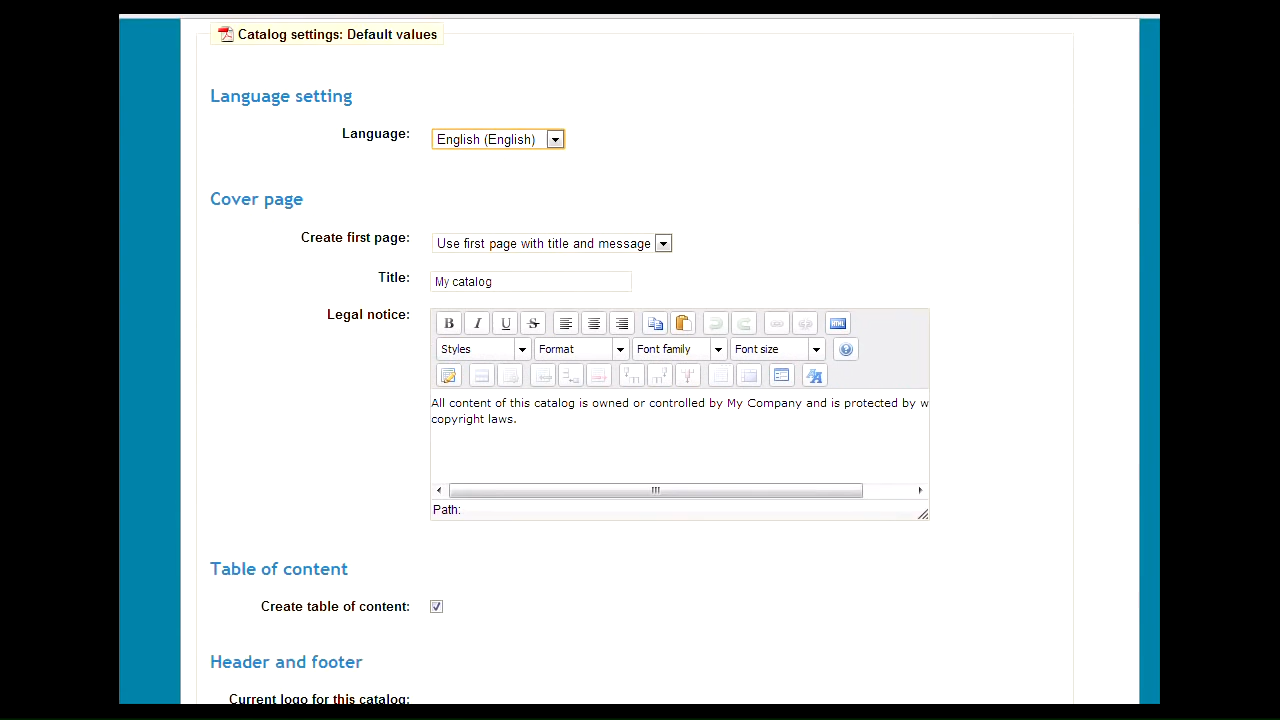 Catalog settings: Default values
Language setting
Language:
English (English)
Cover page
Create first page:
Use first page with title and message
Title:
My catalog
Legal notice:
B I U S
HTML
Styles Format Font family Font size
All content of this catalog is owned or controlled by My Company and is protected by w
copyright laws.
Path:
Table of content
Create table of content:
Header and footer
Current logo for this catalog: